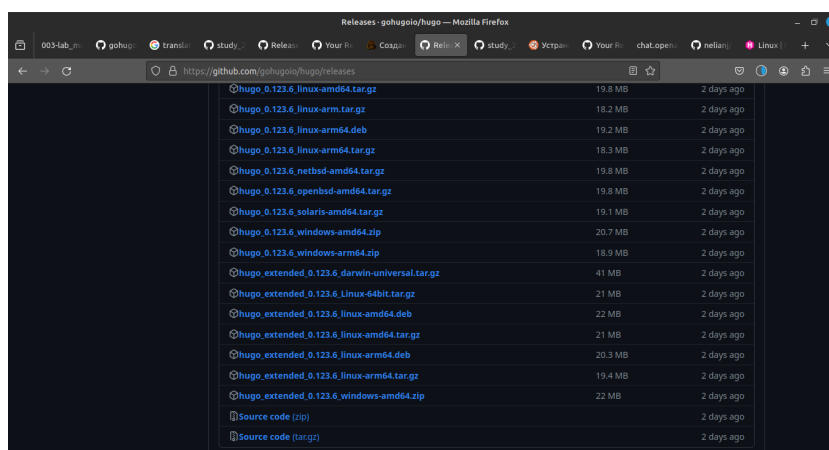 Releases · gohugoio/hugo — Mozilla Firefox
003-lab_m gohugo translat study_2 Release Your Re Создан Rele study_2 Устран Your Re chat.opena nelianj Linux |
https://github.com/gohugoio/hugo/releases
hugo_0.123.6_linux-amd64.tar.gz 19.8 MB 2 days ago
hugo_0.123.6_linux-arm.tar.gz 18.2 MB 2 days ago
hugo_0.123.6_linux-arm64.deb 19.2 MB 2 days ago
hugo_0.123.6_linux-arm64.tar.gz 18.3 MB 2 days ago
hugo_0.123.6_netbsd-amd64.tar.gz 19.8 MB 2 days ago
hugo_0.123.6_openbsd-amd64.tar.gz 19.8 MB 2 days ago
hugo_0.123.6_solaris-amd64.tar.gz 19.1 MB 2 days ago
hugo_0.123.6_windows-amd64.zip 20.7 MB 2 days ago
hugo_0.123.6_windows-arm64.zip 18.9 MB 2 days ago
hugo_extended_0.123.6_darwin-universal.tar.gz 41 MB 2 days ago
hugo_extended_0.123.6_Linux-64bit.tar.gz 21 MB 2 days ago
hugo_extended_0.123.6_linux-amd64.deb 22 MB 2 days ago
hugo_extended_0.123.6_linux-amd64.tar.gz 21 MB 2 days ago
hugo_extended_0.123.6_linux-arm64.deb 20.3 MB 2 days ago
hugo_extended_0.123.6_linux-arm64.tar.gz 19.4 MB 2 days ago
hugo_extended_0.123.6_windows-amd64.zip 22 MB 2 days ago
Source code (zip) 2 days ago
Source code (tar.gz) 2 days ago